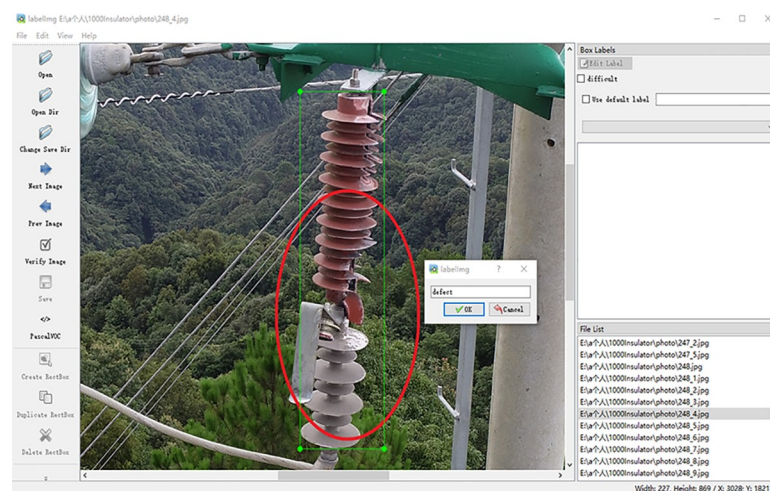 labelImg E:\a个人\1000Insulator\photo\248_4.jpg
File Edit View Help
Open
Open Dir
Change Save Dir
Next Image
Prev Image
Verify Image
Save
</>
PascalVOC
Create RectBox
Duplicate RectBox
Delete RectBox
labelImg ? X
defect
OK Cancel
Box Labels
Edit Label
difficult
Use default label
File List
E:\a个人\1000Insulator\photo\247_2.jpg
E:\a个人\1000Insulator\photo\247_5.jpg
E:\a个人\1000Insulator\photo\248.jpg
E:\a个人\1000Insulator\photo\248_1.jpg
E:\a个人\1000Insulator\photo\248_2.jpg
E:\a个人\1000Insulator\photo\248_3.jpg
E:\a个人\1000Insulator\photo\248_4.jpg
E:\a个人\1000Insulator\photo\248_5.jpg
E:\a个人\1000Insulator\photo\248_6.jpg
E:\a个人\1000Insulator\photo\248_7.jpg
E:\a个人\1000Insulator\photo\248_8.jpg
E:\a个人\1000Insulator\photo\248_9.jpg
Width: 227, Height: 869 / X: 3028; Y: 1821